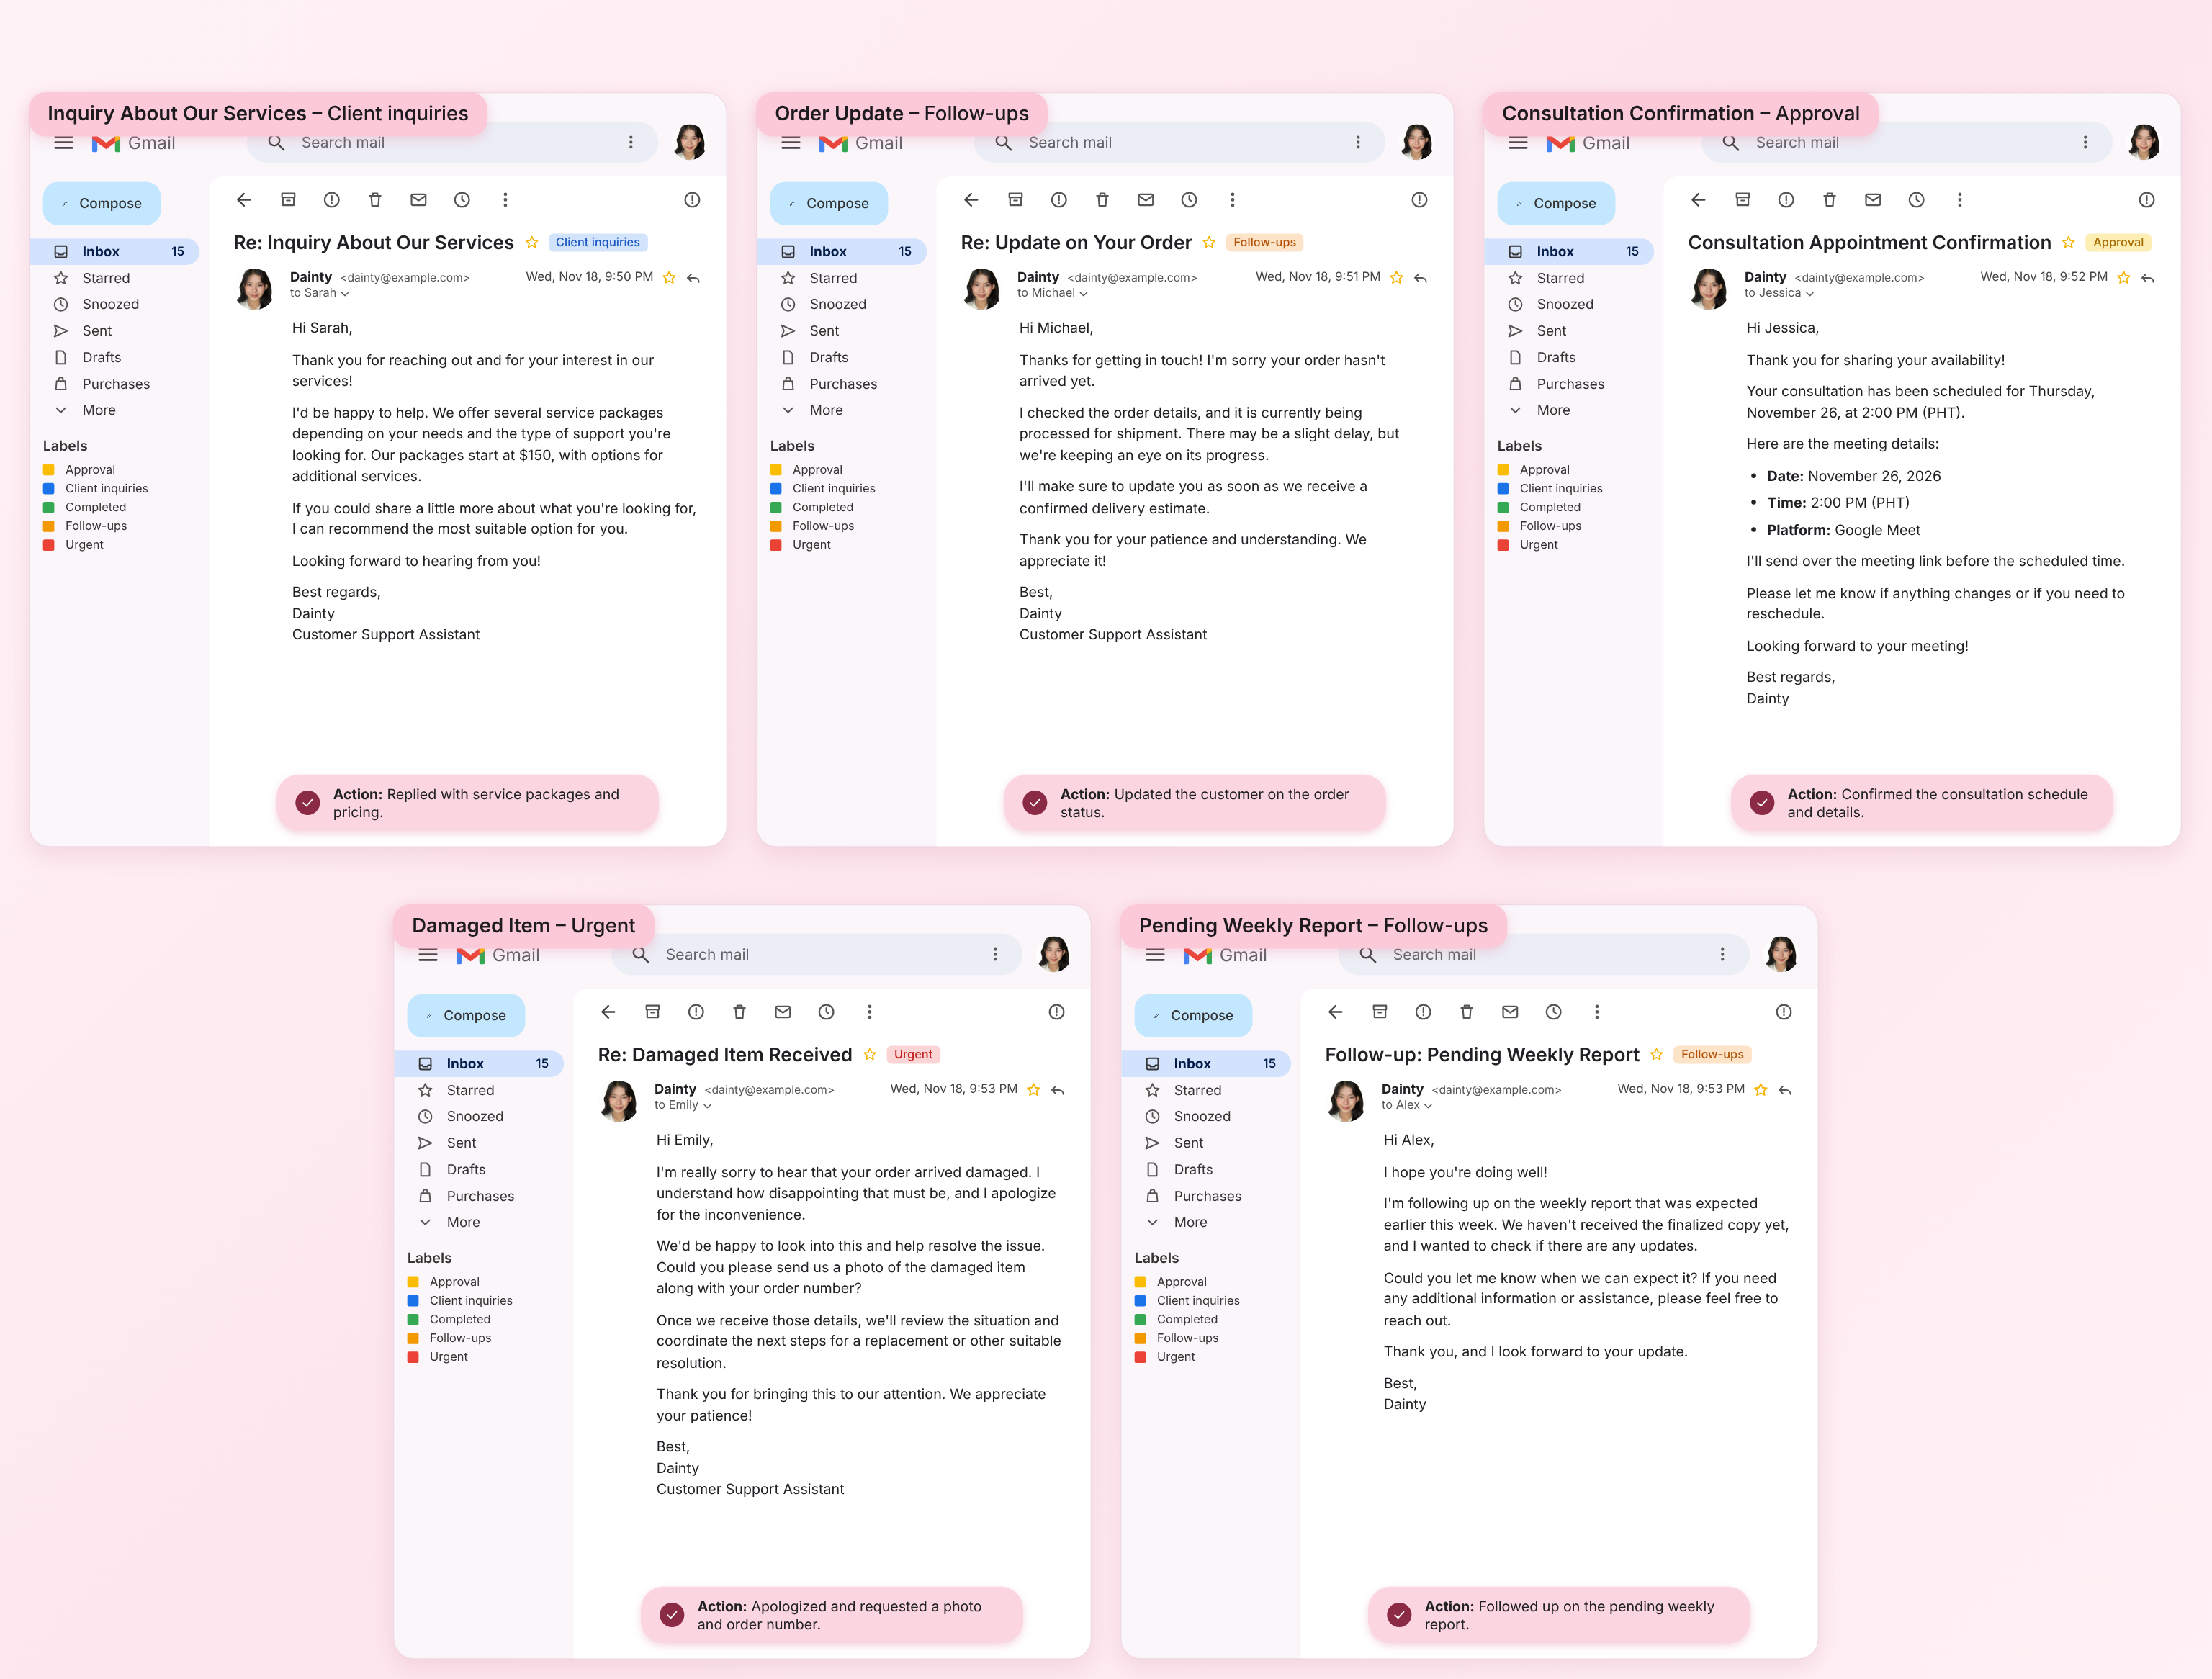 Inquiry About Our Services – Client inquiries
Gmail
Search mail
Compose
Inbox 15
Starred
Snoozed
Sent
Drafts
Purchases
More
Labels
Approval
Client inquiries
Completed
Follow-ups
Urgent
Re: Inquiry About Our Services Client inquiries
Dainty <dainty@example.com> Wed, Nov 18, 9:50 PM
to Sarah
Hi Sarah,
Thank you for reaching out and for your interest in our
services!
I'd be happy to help. We offer several service packages
depending on your needs and the type of support you're
looking for. Our packages start at $150, with options for
additional services.
If you could share a little more about what you're looking for,
I can recommend the most suitable option for you.
Looking forward to hearing from you!
Best regards,
Dainty
Customer Support Assistant
Action: Replied with service packages and
pricing.
Order Update – Follow-ups
Gmail
Search mail
Compose
Inbox 15
Starred
Snoozed
Sent
Drafts
Purchases
More
Labels
Approval
Client inquiries
Completed
Follow-ups
Urgent
Re: Update on Your Order Follow-ups
Dainty <dainty@example.com> Wed, Nov 18, 9:51 PM
to Michael
Hi Michael,
Thanks for getting in touch! I'm sorry your order hasn't
arrived yet.
I checked the order details, and it is currently being
processed for shipment. There may be a slight delay, but
we're keeping an eye on its progress.
I'll make sure to update you as soon as we receive a
confirmed delivery estimate.
Thank you for your patience and understanding. We
appreciate it!
Best,
Dainty
Customer Support Assistant
Action: Updated the customer on the order
status.
Consultation Confirmation – Approval
Gmail
Search mail
Compose
Inbox 15
Starred
Snoozed
Sent
Drafts
Purchases
More
Labels
Approval
Client inquiries
Completed
Follow-ups
Urgent
Consultation Appointment Confirmation Approval
Dainty <dainty@example.com> Wed, Nov 18, 9:52 PM
to Jessica
Hi Jessica,
Thank you for sharing your availability!
Your consultation has been scheduled for Thursday,
November 26, at 2:00 PM (PHT).
Here are the meeting details:
• Date: November 26, 2026
• Time: 2:00 PM (PHT)
• Platform: Google Meet
I'll send over the meeting link before the scheduled time.
Please let me know if anything changes or if you need to
reschedule.
Looking forward to your meeting!
Best regards,
Dainty
Action: Confirmed the consultation schedule
and details.
Damaged Item – Urgent
Gmail
Search mail
Compose
Inbox 15
Starred
Snoozed
Sent
Drafts
Purchases
More
Labels
Approval
Client inquiries
Completed
Follow-ups
Urgent
Re: Damaged Item Received Urgent
Dainty <dainty@example.com> Wed, Nov 18, 9:53 PM
to Emily
Hi Emily,
I'm really sorry to hear that your order arrived damaged. I
understand how disappointing that must be, and I apologize
for the inconvenience.
We'd be happy to look into this and help resolve the issue.
Could you please send us a photo of the damaged item
along with your order number?
Once we receive those details, we'll review the situation and
coordinate the next steps for a replacement or other suitable
resolution.
Thank you for bringing this to our attention. We appreciate
your patience!
Best,
Dainty
Customer Support Assistant
Action: Apologized and requested a photo
and order number.
Pending Weekly Report – Follow-ups
Gmail
Search mail
Compose
Inbox 15
Starred
Snoozed
Sent
Drafts
Purchases
More
Labels
Approval
Client inquiries
Completed
Follow-ups
Urgent
Follow-up: Pending Weekly Report Follow-ups
Dainty <dainty@example.com> Wed, Nov 18, 9:53 PM
to Alex
Hi Alex,
I hope you're doing well!
I'm following up on the weekly report that was expected
earlier this week. We haven't received the finalized copy yet,
and I wanted to check if there are any updates.
Could you let me know when we can expect it? If you need
any additional information or assistance, please feel free to
reach out.
Thank you, and I look forward to your update.
Best,
Dainty
Action: Followed up on the pending weekly
report.